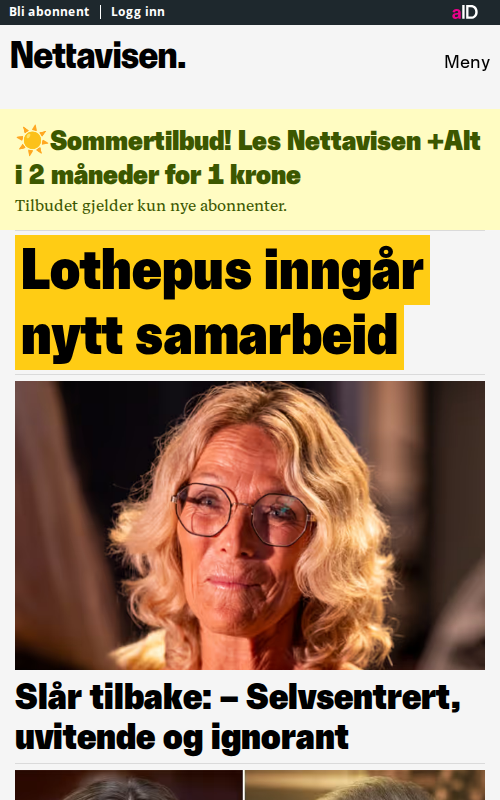 Bli abonnent | Logg inn
aID
Nettavisen.
Meny
☀️Sommertilbud! Les Nettavisen +Alt
i 2 måneder for 1 krone
Tilbudet gjelder kun nye abonnenter.
Lothepus inngår
nytt samarbeid
Slår tilbake: – Selvsentrert,
uvitende og ignorant